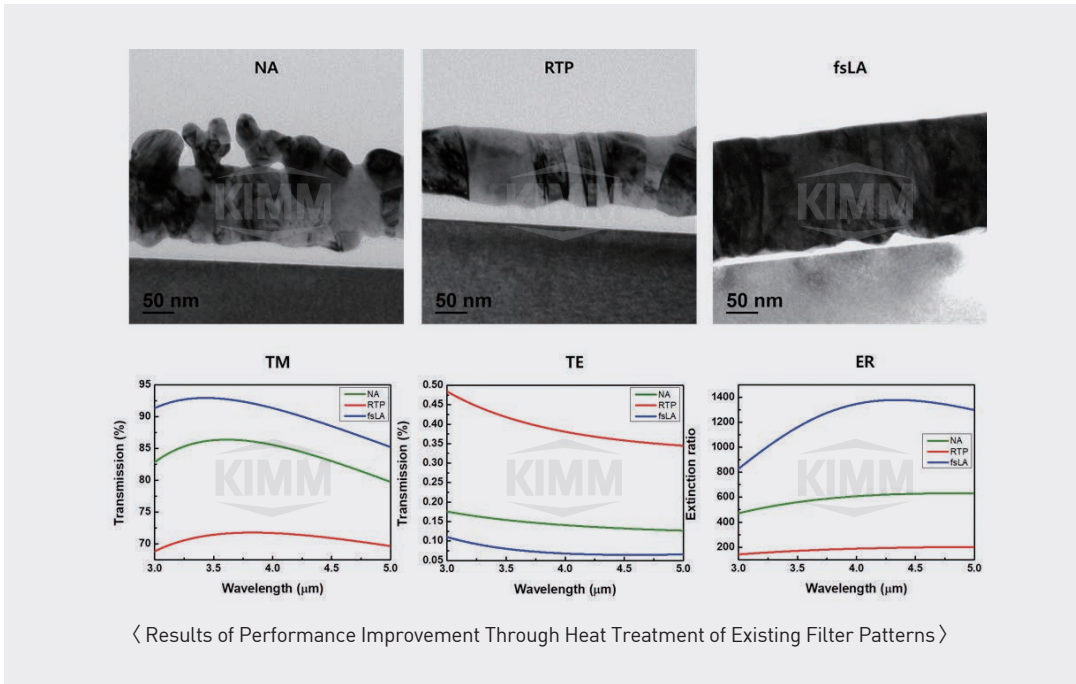 NA
KIMM
50 nm
RTP
KIMM
50 nm
fsLA
KIMM
50 nm
TM
Transmission (%)
95
90
85
80
75
70
3.0
3.5
4.0
4.5
5.0
Wavelength (μm)
NA
RTP
fsLA
KIMM
TE
Transmission (%)
0.50
0.45
0.40
0.35
0.30
0.25
0.20
0.15
0.10
0.05
3.0
3.5
4.0
4.5
5.0
Wavelength (μm)
NA
RTP
fsLA
KIMM
ER
Extinction ratio
1400
1200
1000
800
600
400
200
3.0
3.5
4.0
4.5
5.0
Wavelength (μm)
NA
RTP
fsLA
KIMM
〈 Results of Performance Improvement Through Heat Treatment of Existing Filter Patterns 〉